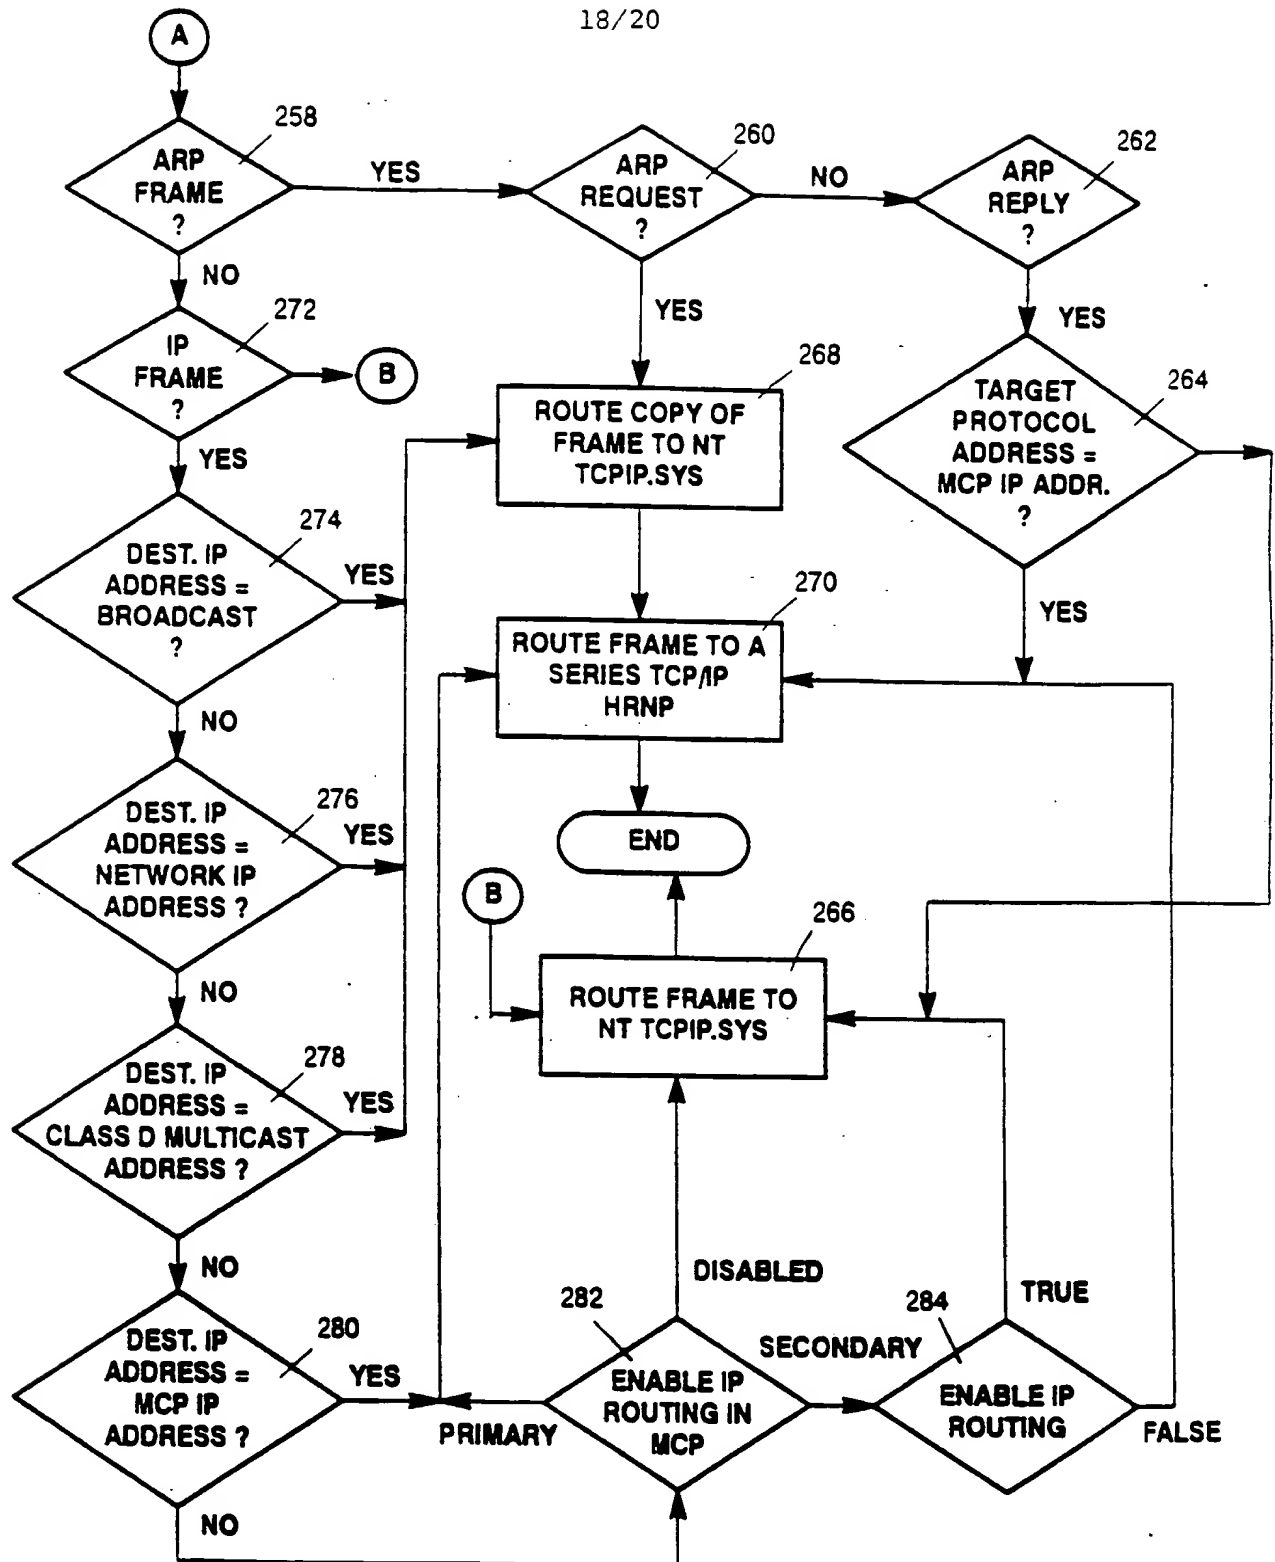 18/20
A
258
ARP
FRAME
?
YES
260
ARP
REQUEST
?
NO
262
ARP
REPLY
?
NO
YES
YES
272
IP
FRAME
?
B
268
ROUTE COPY OF
FRAME TO NT
TCPIP.SYS
264
TARGET
PROTOCOL
ADDRESS =
MCP IP ADDR.
?
YES
274
DEST. IP
ADDRESS =
BROADCAST
?
YES
270
ROUTE FRAME TO A
SERIES TCP/IP
HRNP
YES
NO
276
DEST. IP
ADDRESS =
NETWORK IP
ADDRESS ?
YES
END
B
266
ROUTE FRAME TO
NT TCPIP.SYS
NO
278
DEST. IP
ADDRESS =
CLASS D MULTICAST
ADDRESS ?
YES
NO
DISABLED
TRUE
280
DEST. IP
ADDRESS =
MCP IP
ADDRESS ?
YES
PRIMARY
282
ENABLE IP
ROUTING IN
MCP
SECONDARY
284
ENABLE IP
ROUTING
FALSE
NO